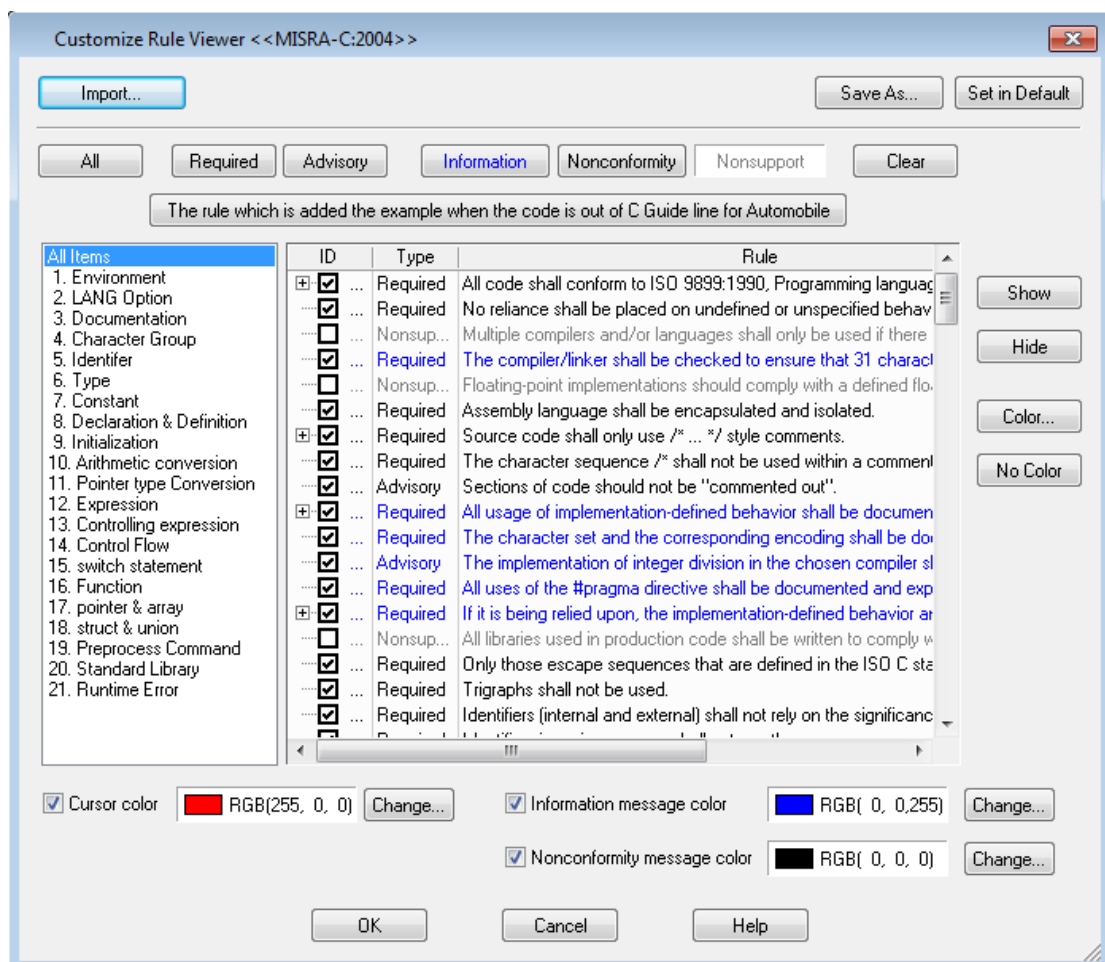 Customize Rule Viewer <<MISRA-C:2004>>
Import... Save As... Set in Default
All Required Advisory Information Nonconformity Nonsupport Clear
The rule which is added the example when the code is out of C Guide line for Automobile
All Items
1. Environment
2. LANG Option
3. Documentation
4. Character Group
5. Identifer
6. Type
7. Constant
8. Declaration & Definition
9. Initialization
10. Arithmetic conversion
11. Pointer type Conversion
12. Expression
13. Controlling expression
14. Control Flow
15. switch statement
16. Function
17. pointer & array
18. struct & union
19. Preprocess Command
20. Standard Library
21. Runtime Error
ID Type Rule
... Required All code shall conform to ISO 9899:1990, Programming languag
... Required No reliance shall be placed on undefined or unspecified behav
... Nonsup... Multiple compilers and/or languages shall only be used if there
... Required The compiler/linker shall be checked to ensure that 31 charact
... Nonsup... Floating-point implementations should comply with a defined flo
... Required Assembly language shall be encapsulated and isolated.
... Required Source code shall only use /* ... */ style comments.
... Required The character sequence /* shall not be used within a comment
... Advisory Sections of code should not be "commented out".
... Required All usage of implementation-defined behavior shall be documen
... Required The character set and the corresponding encoding shall be do
... Advisory The implementation of integer division in the chosen compiler sh
... Required All uses of the #pragma directive shall be documented and exp
... Required If it is being relied upon, the implementation-defined behavior an
... Nonsup... All libraries used in production code shall be written to comply w
... Required Only those escape sequences that are defined in the ISO C sta
... Required Trigraphs shall not be used.
... Required Identifiers (internal and external) shall not rely on the significanc
Show
Hide
Color...
No Color
Cursor color RGB(255, 0, 0) Change... Information message color RGB( 0, 0,255) Change...
Nonconformity message color RGB( 0, 0, 0) Change...
OK Cancel Help